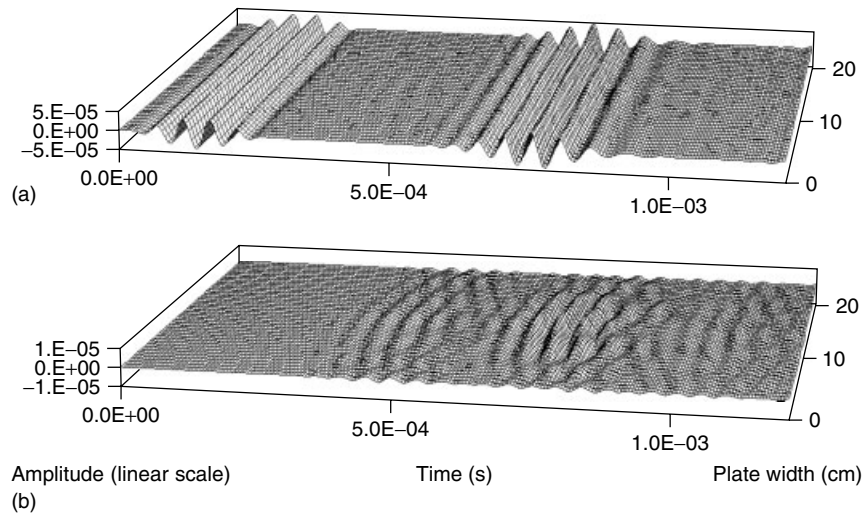 5.E−05
0.E+00
−5.E−05
0.0E+00
5.0E−04
1.0E−03
0
10
20
(a)
1.E−05
0.E+00
−1.E−05
0.0E+00
5.0E−04
1.0E−03
0
10
20
Amplitude (linear scale) Time (s) Plate width (cm)
(b)